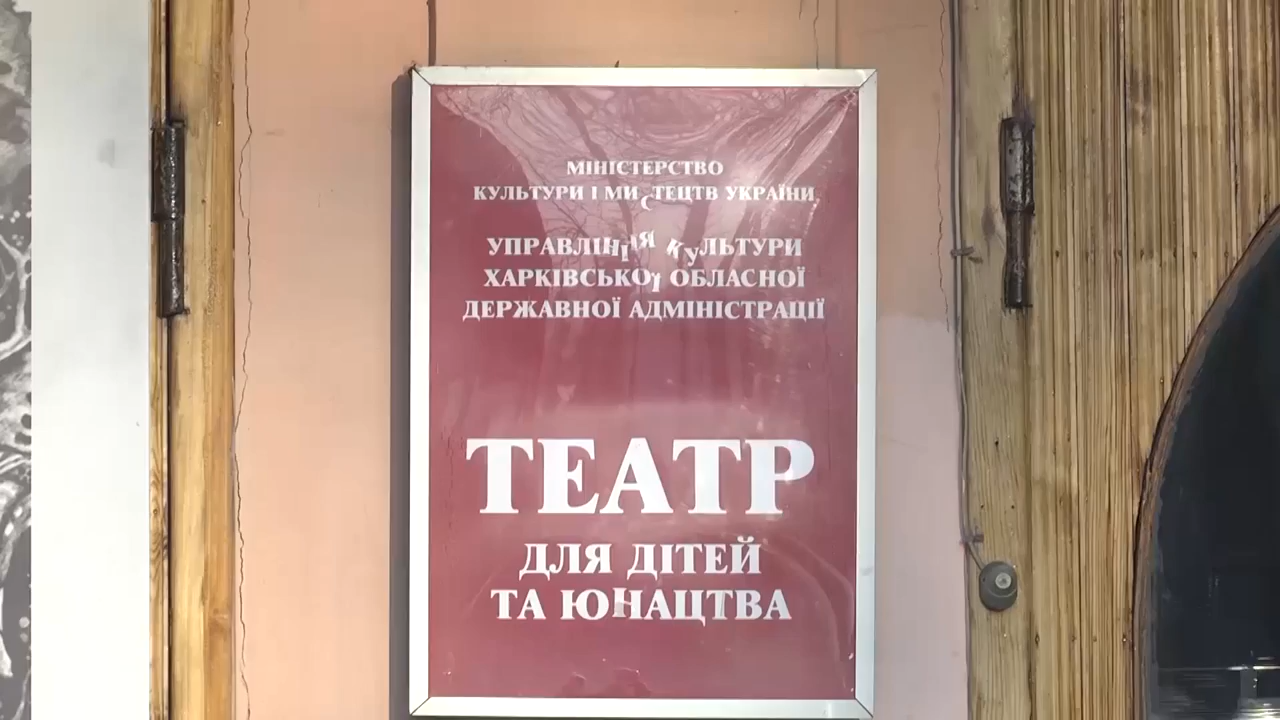 МІНІСТЕРСТВО
КУЛЬТУРИ І МИСТЕЦТВ УКРАЇНИ
УПРАВЛІННЯ КУЛЬТУРИ
ХАРКІВСЬКОЇ ОБЛАСНОЇ
ДЕРЖАВНОЇ АДМІНІСТРАЦІЇ
ТЕАТР
ДЛЯ ДІТЕЙ
ТА ЮНАЦТВА